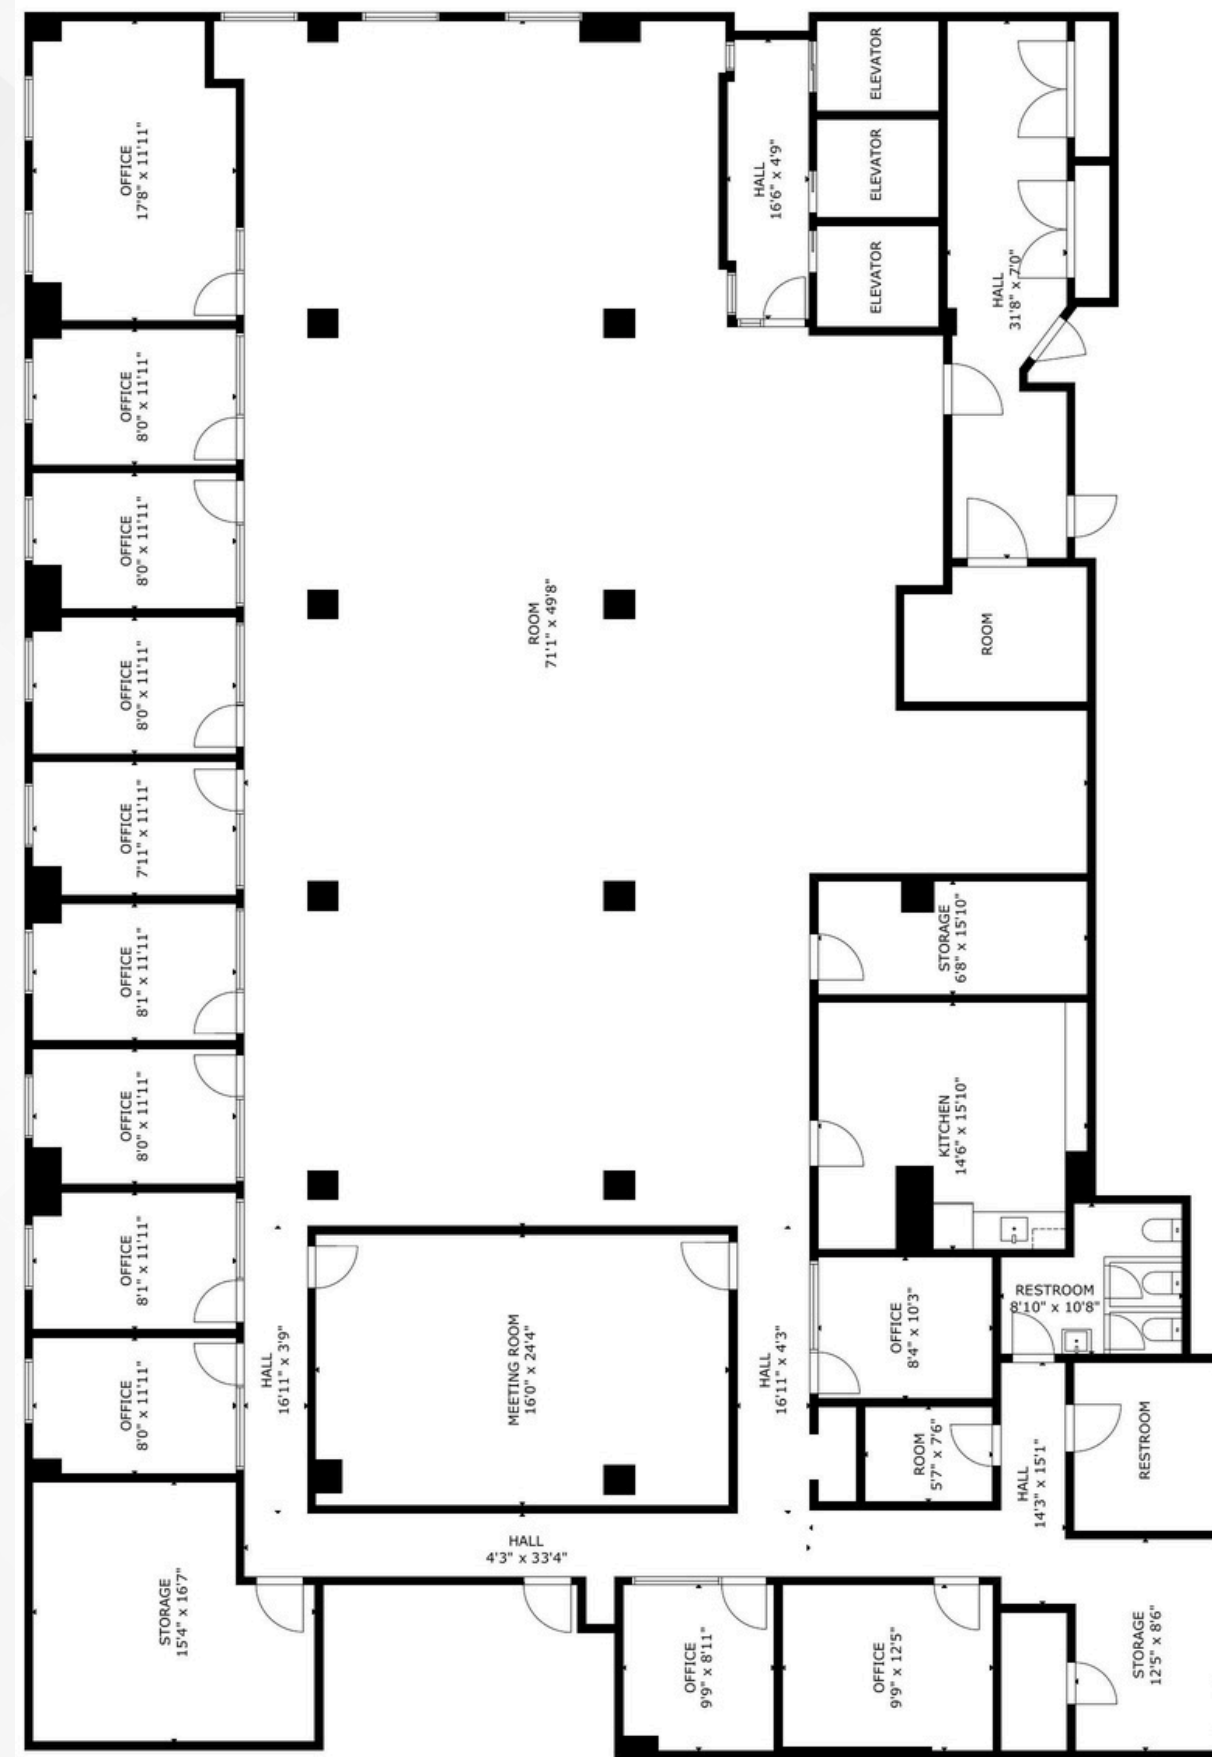 OFFICE
17'8" x 11'11"
OFFICE
8'0" x 11'11"
OFFICE
8'0" x 11'11"
OFFICE
8'0" x 11'11"
OFFICE
7'11" x 11'11"
OFFICE
8'1" x 11'11"
OFFICE
8'0" x 11'11"
OFFICE
8'1" x 11'11"
OFFICE
8'0" x 11'11"
STORAGE
15'4" x 16'7"
ROOM
71'1" x 49'8"
HALL
16'6" x 4'9"
ELEVATOR
ELEVATOR
ELEVATOR
HALL
31'8" x 7'0"
ROOM
STORAGE
6'8" x 15'10"
KITCHEN
14'6" x 15'10"
RESTROOM
8'10" x 10'8"
OFFICE
8'4" x 10'3"
HALL
16'11" x 3'9"
MEETING ROOM
16'0" x 24'4"
HALL
16'11" x 4'3"
ROOM
5'7" x 7'6"
HALL
14'3" x 15'1"
RESTROOM
HALL
4'3" x 33'4"
OFFICE
9'9" x 8'11"
OFFICE
9'9" x 12'5"
STORAGE
12'5" x 8'6"